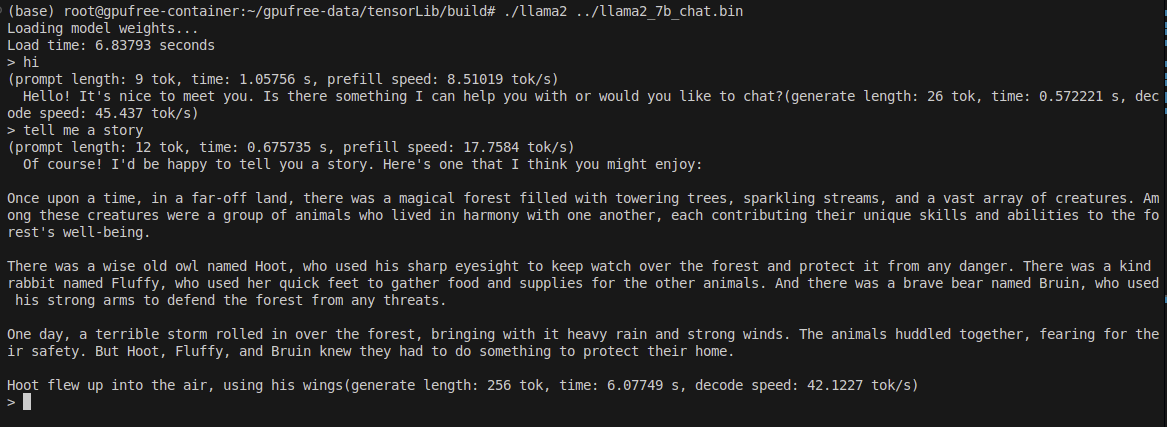 (base) root@gpufree-container:~/gpufree-data/tensorLib/build# ./llama2 ../llama2_7b_chat.bin
Loading model weights...
Load time: 6.83793 seconds
> hi
(prompt length: 9 tok, time: 1.05756 s, prefill speed: 8.51019 tok/s)
  Hello! It's nice to meet you. Is there something I can help you with or would you like to chat?(generate length: 26 tok, time: 0.572221 s, dec
ode speed: 45.437 tok/s)
> tell me a story
(prompt length: 12 tok, time: 0.675735 s, prefill speed: 17.7584 tok/s)
  Of course! I'd be happy to tell you a story. Here's one that I think you might enjoy:

Once upon a time, in a far-off land, there was a magical forest filled with towering trees, sparkling streams, and a vast array of creatures. Am
ong these creatures were a group of animals who lived in harmony with one another, each contributing their unique skills and abilities to the fo
rest's well-being.

There was a wise old owl named Hoot, who used his sharp eyesight to keep watch over the forest and protect it from any danger. There was a kind
rabbit named Fluffy, who used her quick feet to gather food and supplies for the other animals. And there was a brave bear named Bruin, who used
 his strong arms to defend the forest from any threats.

One day, a terrible storm rolled in over the forest, bringing with it heavy rain and strong winds. The animals huddled together, fearing for the
ir safety. But Hoot, Fluffy, and Bruin knew they had to do something to protect their home.

Hoot flew up into the air, using his wings(generate length: 256 tok, time: 6.07749 s, decode speed: 42.1227 tok/s)
>